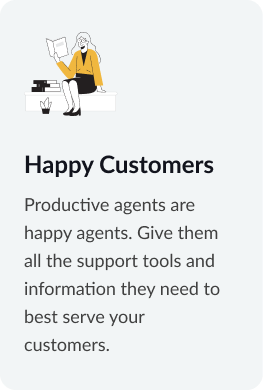 Happy Customers
Productive agents are
happy agents. Give them
all the support tools and
information they need to
best serve your
customers.